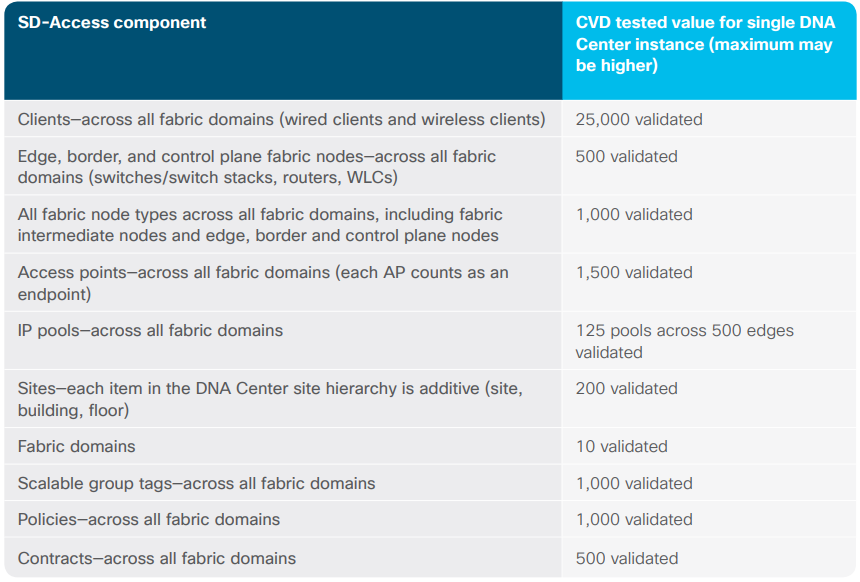 SD-Access component
CVD tested value for single DNA
Center instance (maximum may
be higher)
Clients—across all fabric domains (wired clients and wireless clients)
25,000 validated
Edge, border, and control plane fabric nodes—across all fabric
domains (switches/switch stacks, routers, WLCs)
500 validated
All fabric node types across all fabric domains, including fabric
intermediate nodes and edge, border and control plane nodes
1,000 validated
Access points—across all fabric domains (each AP counts as an
endpoint)
1,500 validated
IP pools—across all fabric domains
125 pools across 500 edges
validated
Sites—each item in the DNA Center site hierarchy is additive (site,
building, floor)
200 validated
Fabric domains
10 validated
Scalable group tags—across all fabric domains
1,000 validated
Policies—across all fabric domains
1,000 validated
Contracts—across all fabric domains
500 validated